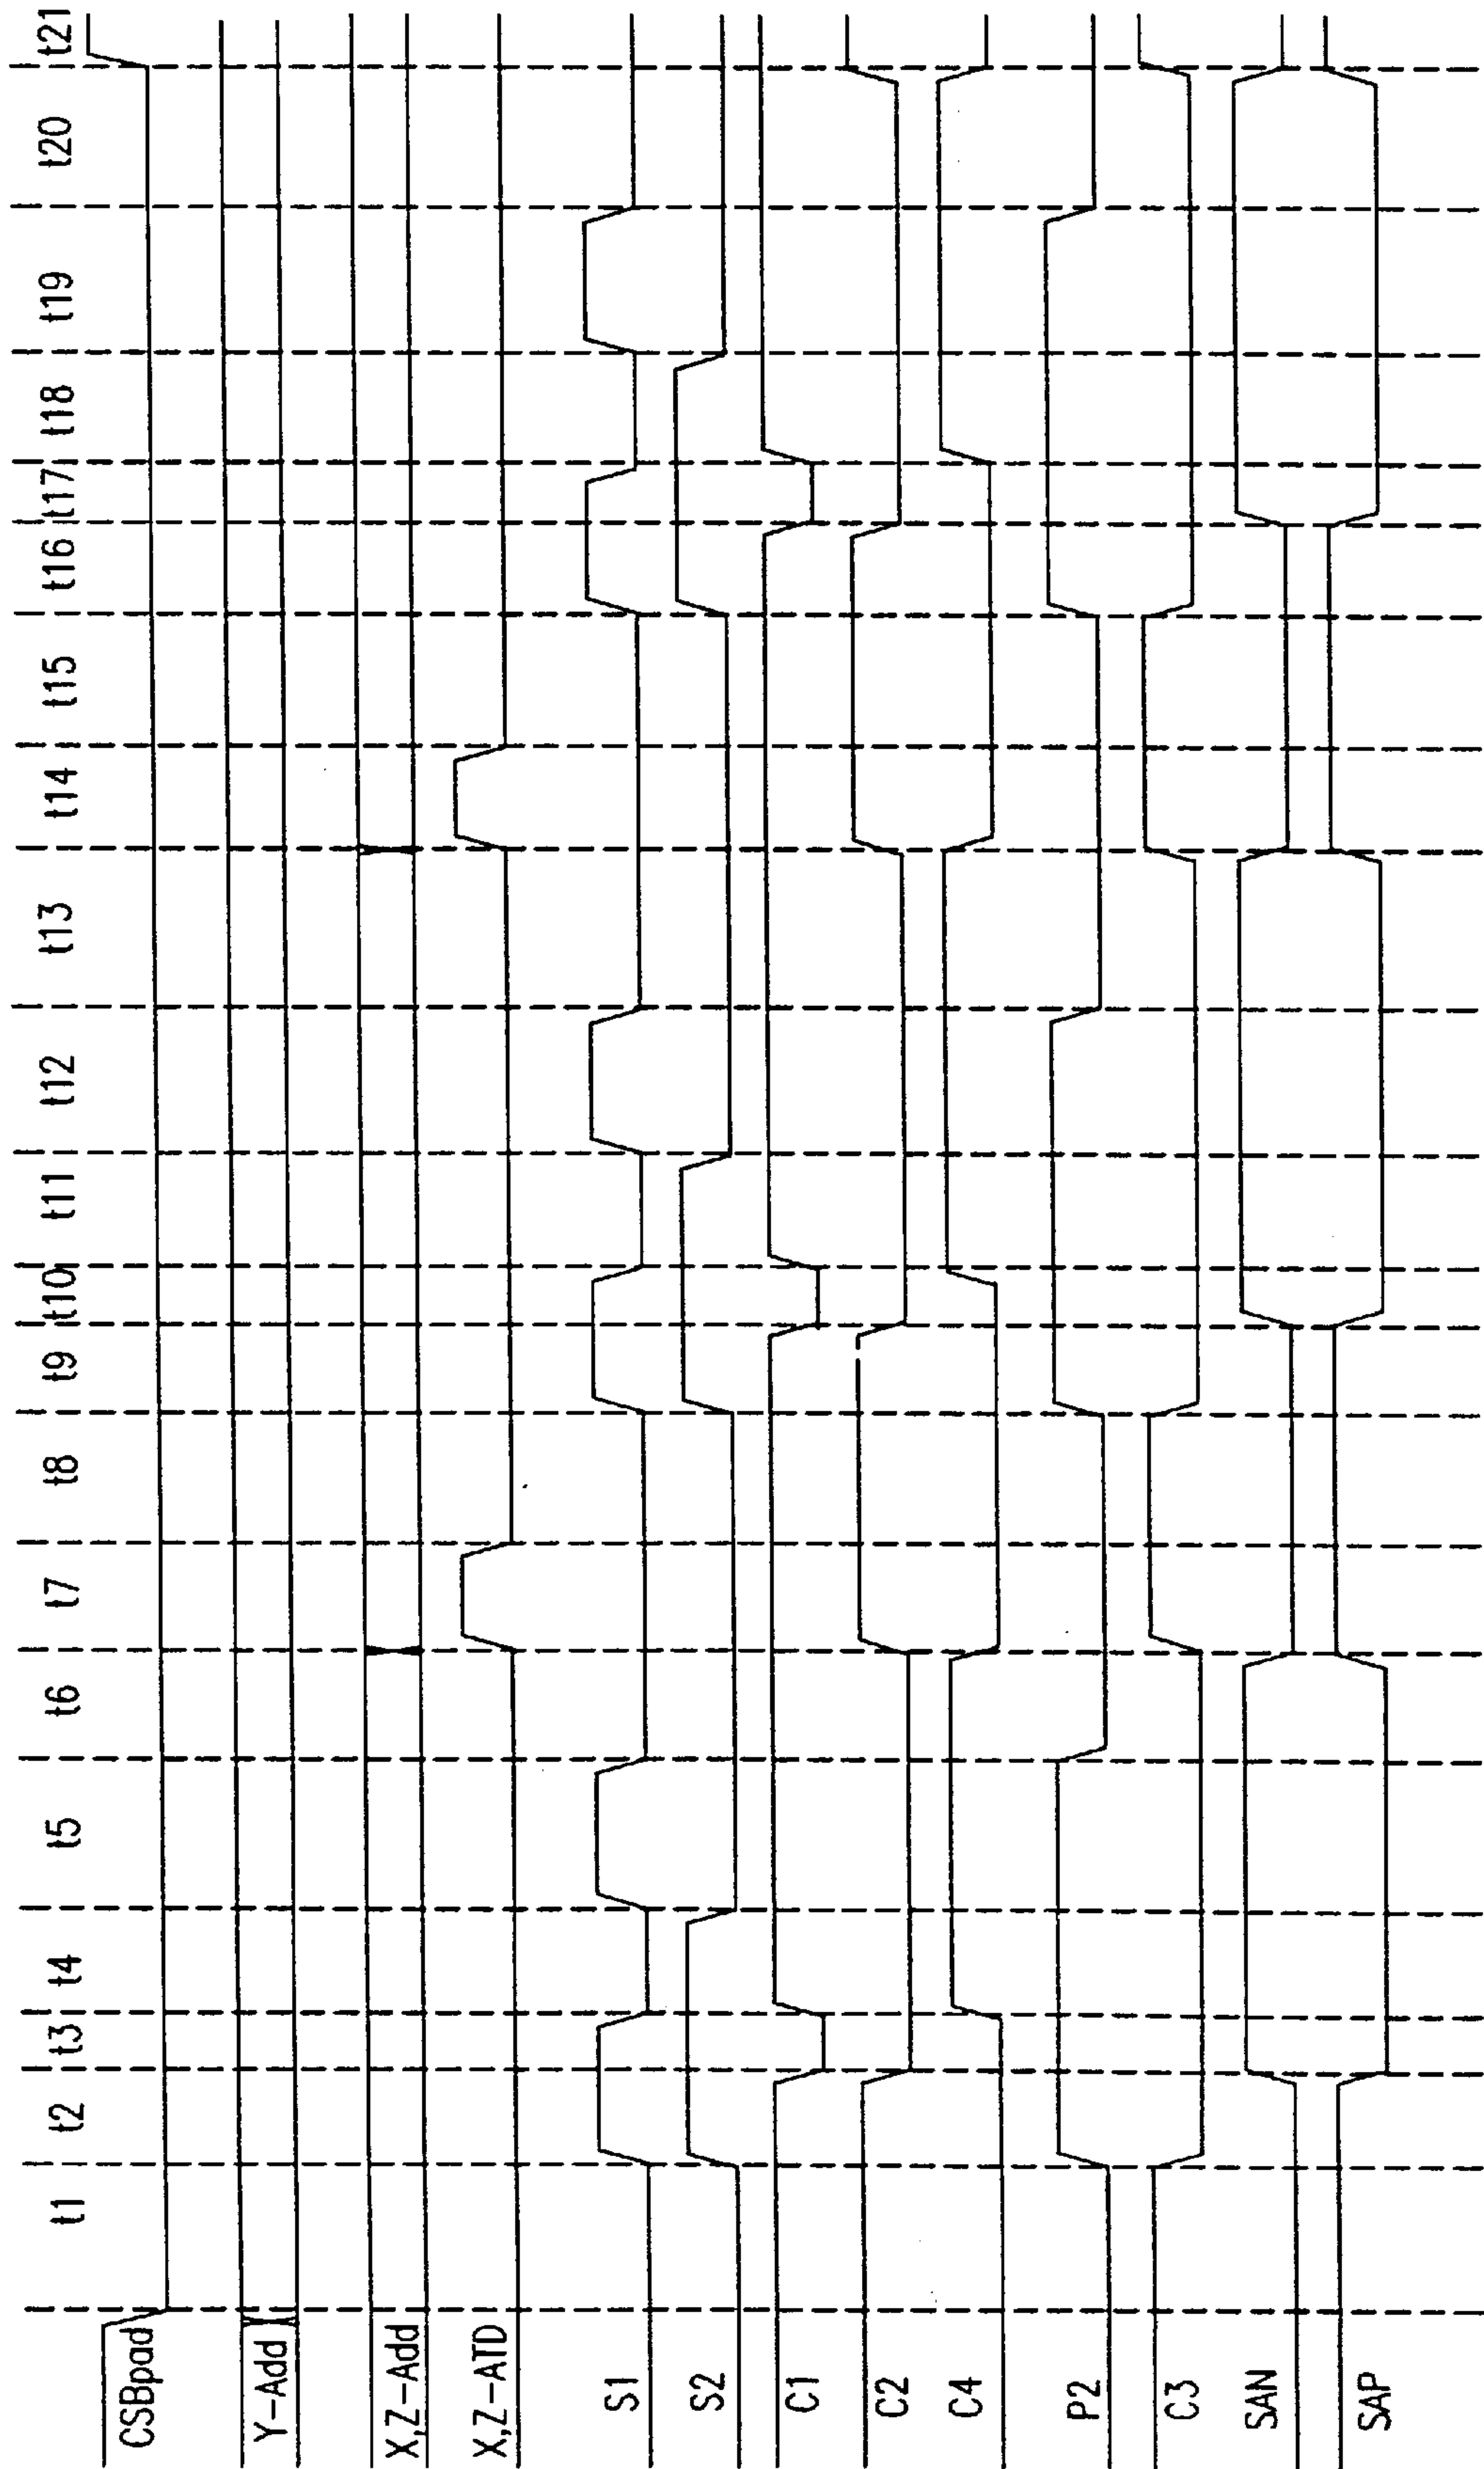 t1
t2
t3
t4
t5
t6
t7
t8
t9
t10
t11
t12
t13
t14
t15
t16
t17
t18
t19
t20
t21
CSBpad
Y-Add
X,Z-Add
X,Z-ATD
S1
S2
C1
C2
C4
P2
C3
SAN
SAP